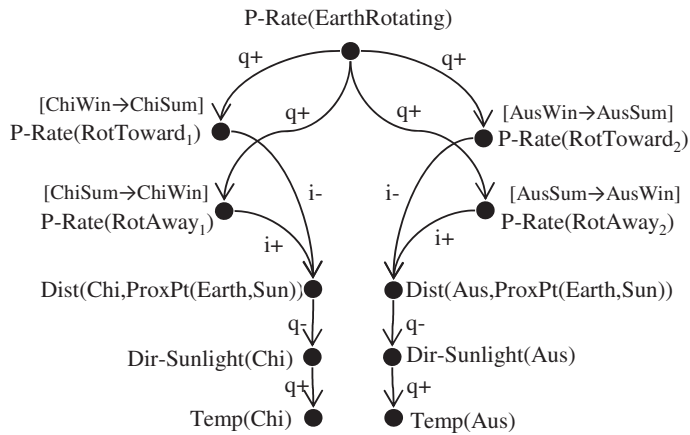 P-Rate(EarthRotating)
q+ q+
[ChiWin→ChiSum] q+ q+ [AusWin→AusSum]
P-Rate(RotToward₁) P-Rate(RotToward₂)
[ChiSum→ChiWin] i- i- [AusSum→AusWin]
P-Rate(RotAway₁) P-Rate(RotAway₂)
i+ i+
Dist(Chi,ProxPt(Earth,Sun)) Dist(Aus,ProxPt(Earth,Sun))
q- q-
Dir-Sunlight(Chi) Dir-Sunlight(Aus)
q+ q+
Temp(Chi) Temp(Aus)